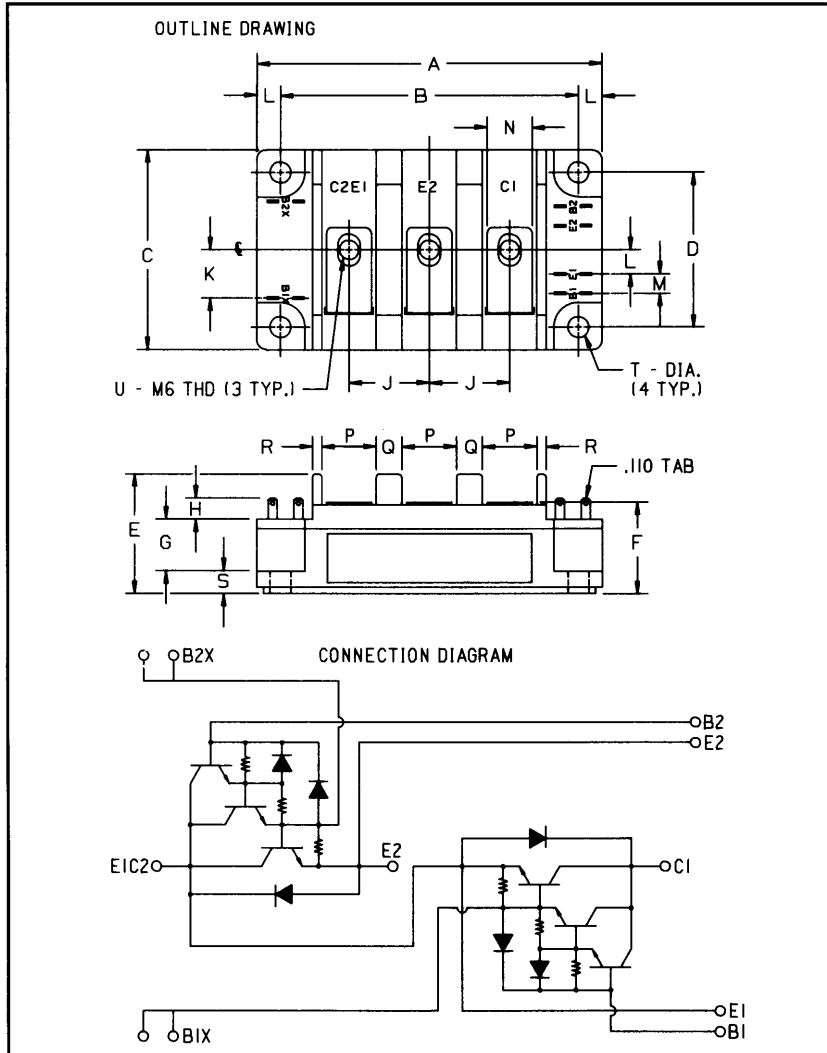 OUTLINE DRAWING
A
L B L
N
C2E1 E2 C1
B2X
B2
E2
C
K
℄
D
L
E1
M
B1
B1X
U - M6 THD (3 TYP.)
J J
T - DIA.
(4 TYP.)
R P Q P Q P R
.110 TAB
E
H
G
F
S
B2X
CONNECTION DIAGRAM
B2
E2
E1C2
E2
C1
E1
B1X
B1